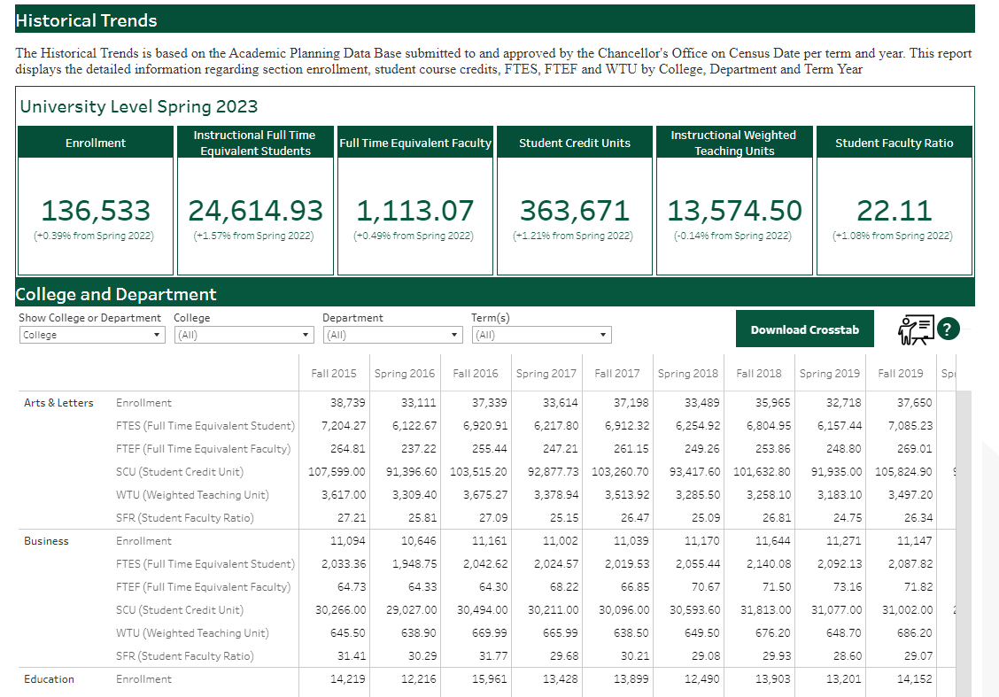 Historical Trends
The Historical Trends is based on the Academic Planning Data Base submitted to and approved by the Chancellor's Office on Census Date per term and year. This report
displays the detailed information regarding section enrollment, student course credits, FTES, FTEF and WTU by College, Department and Term Year
University Level Spring 2023
Enrollment
136,533
(+0.39% from Spring 2022)
Instructional Full Time
Equivalent Students
24,614.93
(+1.57% from Spring 2022)
Full Time Equivalent Faculty
1,113.07
(+0.49% from Spring 2022)
Student Credit Units
363,671
(+1.21% from Spring 2022)
Instructional Weighted
Teaching Units
13,574.50
(-0.14% from Spring 2022)
Student Faculty Ratio
22.11
(+1.08% from Spring 2022)
College and Department
Show College or Department College Department Term(s)
College (All) (All) (All)
Download Crosstab ?
Fall 2015 Spring 2016 Fall 2016 Spring 2017 Fall 2017 Spring 2018 Fall 2018 Spring 2019 Fall 2019
Arts & Letters Enrollment 38,739 33,111 37,339 33,614 37,198 33,489 35,965 32,718 37,650
FTES (Full Time Equivalent Student) 7,204.27 6,122.67 6,920.91 6,217.80 6,912.32 6,254.92 6,804.95 6,157.44 7,085.23
FTEF (Full Time Equivalent Faculty) 264.81 237.22 255.44 247.21 261.15 249.26 253.86 248.80 269.01
SCU (Student Credit Unit) 107,599.00 91,396.60 103,515.20 92,877.73 103,260.70 93,417.60 101,632.80 91,935.00 105,824.90
WTU (Weighted Teaching Unit) 3,617.00 3,309.40 3,675.27 3,378.94 3,513.92 3,285.50 3,258.10 3,183.10 3,497.20
SFR (Student Faculty Ratio) 27.21 25.81 27.09 25.15 26.47 25.09 26.81 24.75 26.34
Business Enrollment 11,094 10,646 11,161 11,002 11,039 11,170 11,644 11,271 11,147
FTES (Full Time Equivalent Student) 2,033.36 1,948.75 2,042.62 2,024.57 2,019.53 2,055.44 2,140.08 2,092.13 2,087.82
FTEF (Full Time Equivalent Faculty) 64.73 64.33 64.30 68.22 66.85 70.67 71.50 73.16 71.82
SCU (Student Credit Unit) 30,266.00 29,027.00 30,494.00 30,211.00 30,096.00 30,593.60 31,813.00 31,077.00 31,002.00
WTU (Weighted Teaching Unit) 645.50 638.90 669.99 665.99 638.50 649.50 676.20 648.70 686.20
SFR (Student Faculty Ratio) 31.41 30.29 31.77 29.68 30.21 29.08 29.93 28.60 29.07
Education Enrollment 14,219 12,216 15,961 13,428 13,899 12,490 13,903 13,201 14,152